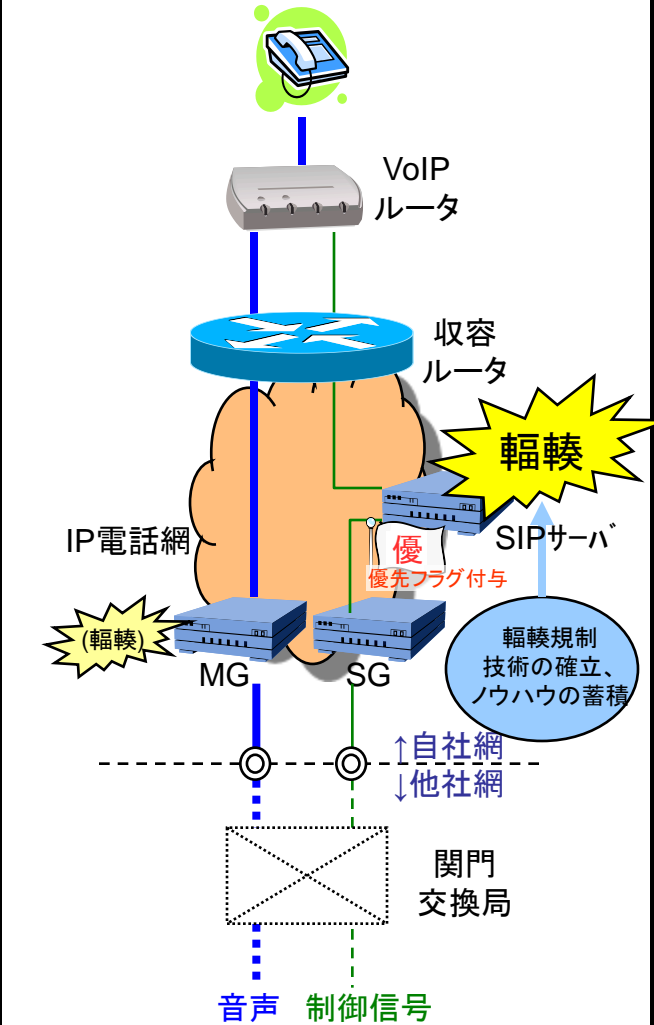 VoIP
ルータ
収容
ルータ
輻輳
IP電話網
SIPサーバ
優
優先フラグ付与
(輻輳)
MG
SG
輻輳規制
技術の確立、
ノウハウの蓄積
↑自社網
↓他社網
関門
交換局
音声 制御信号